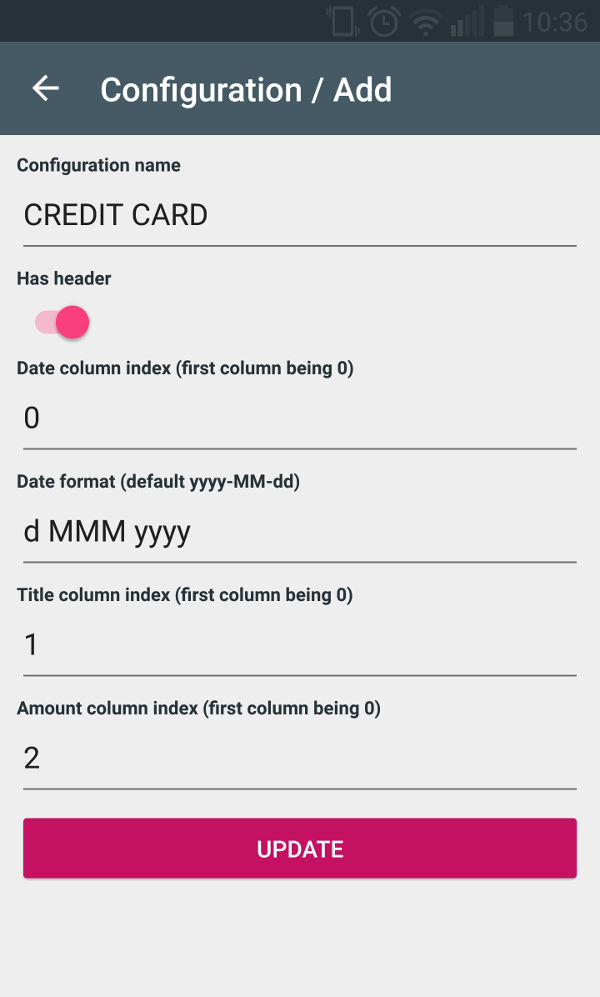 10:36
Configuration / Add
Configuration name
CREDIT CARD
Has header
Date column index (first column being 0)
0
Date format (default yyyy-MM-dd)
d MMM yyyy
Title column index (first column being 0)
1
Amount column index (first column being 0)
2
UPDATE